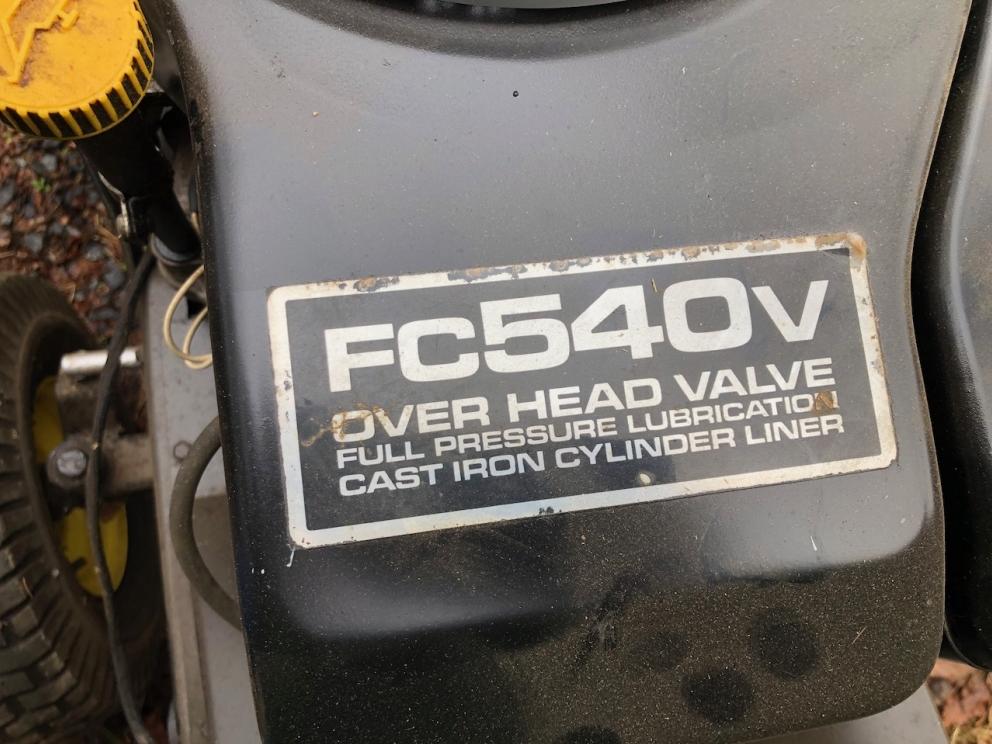 FC540V
OVER HEAD VALVE
FULL PRESSURE LUBRICATION
CAST IRON CYLINDER LINER